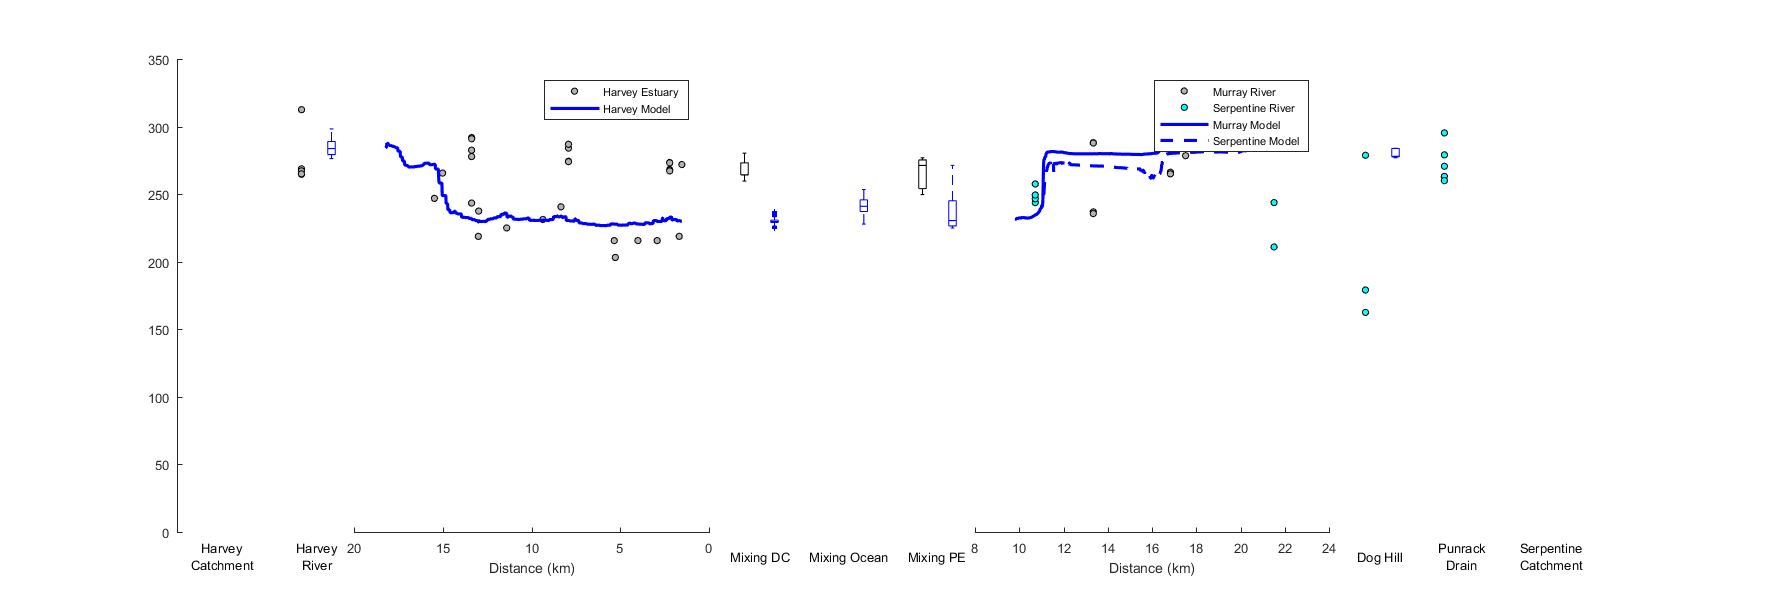 350
300
250
200
150
100
50
0
Harvey Estuary
Harvey Model
Murray River
Serpentine River
Murray Model
Serpentine Model
Harvey
Catchment
Harvey
River
20 15 10 5 0
Distance (km)
Mixing DC
Mixing Ocean
Mixing PE
8 10 12 14 16 18 20 22 24
Distance (km)
Dog Hill
Punrack
Drain
Serpentine
Catchment